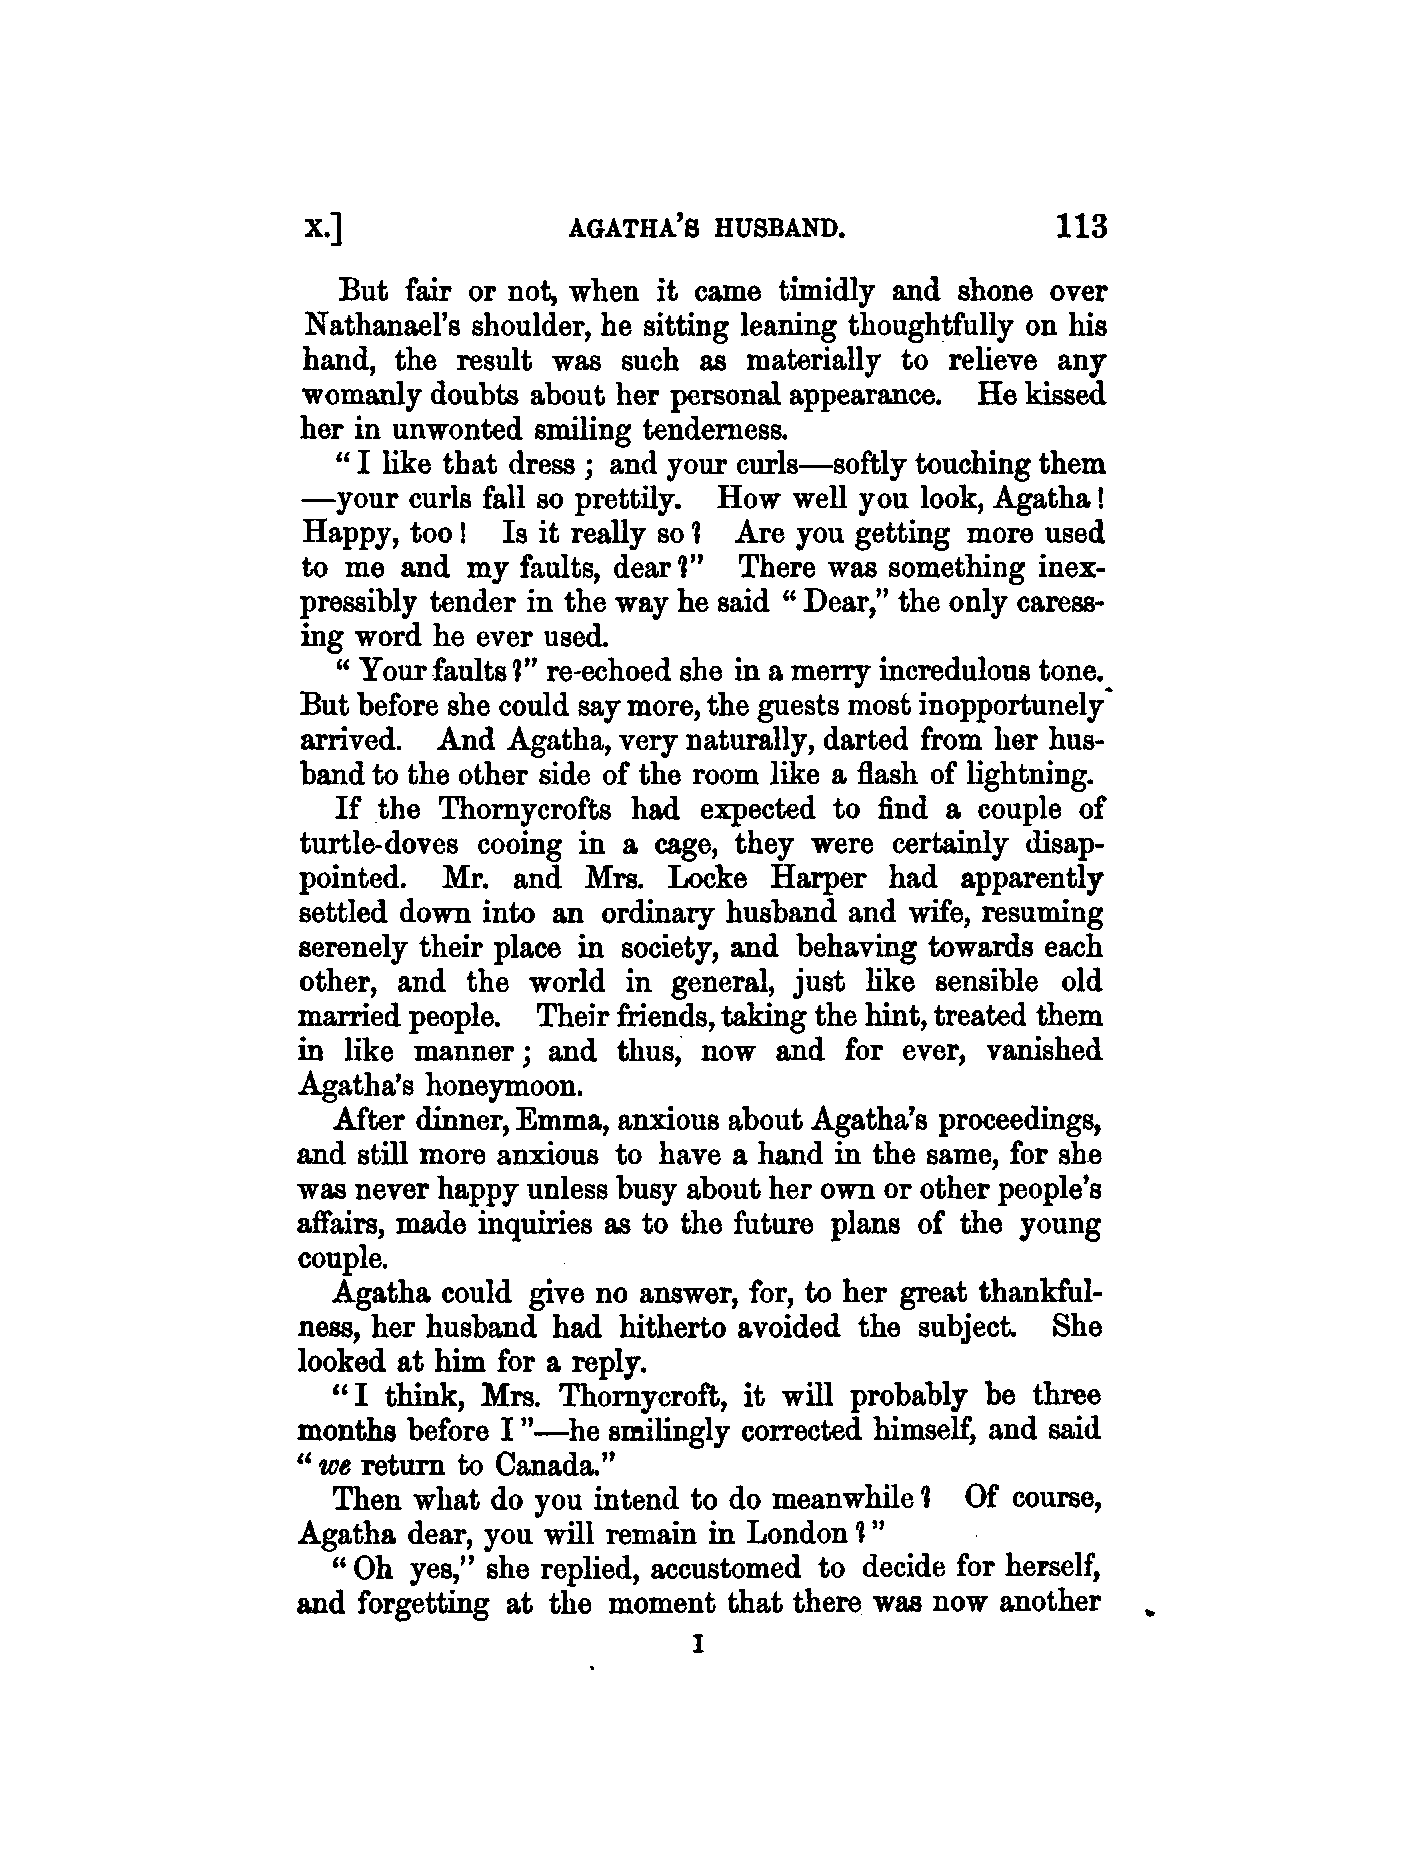 X.] AGATHA'S HUSBAND. 113
But fair or not, when it came timidly and shone over
Nathanael's shoulder, he sitting leaning thoughtfully on his
hand, the result was such as materially to relieve any
womanly doubts about her personal appearance. He kissed
her in unwonted smiling tenderness.
" I like that dress ; and your curls—softly touching them
—your curls fall so prettily. How well you look, Agatha !
Happy, too ! Is it really so ? Are you getting more used
to me and my faults, dear ?" There was something inex-
pressibly tender in the way he said " Dear," the only caress-
ing word he ever used.
" Your faults ?" re-echoed she in a merry incredulous tone.
But before she could say more, the guests most inopportunely
arrived. And Agatha, very naturally, darted from her hus-
band to the other side of the room like a flash of lightning.
If the Thornycrofts had expected to find a couple of
turtle-doves cooing in a cage, they were certainly disap-
pointed. Mr. and Mrs. Locke Harper had apparently
settled down into an ordinary husband and wife, resuming
serenely their place in society, and behaving towards each
other, and the world in general, just like sensible old
married people. Their friends, taking the hint, treated them
in like manner ; and thus, now and for ever, vanished
Agatha's honeymoon.
After dinner, Emma, anxious about Agatha's proceedings,
and still more anxious to have a hand in the same, for she
was never happy unless busy about her own or other people's
affairs, made inquiries as to the future plans of the young
couple.
Agatha could give no answer, for, to her great thankful-
ness, her husband had hitherto avoided the subject. She
looked at him for a reply.
" I think, Mrs. Thornycroft, it will probably be three
months before I "—he smilingly corrected himself, and said
" we return to Canada."
Then what do you intend to do meanwhile ? Of course,
Agatha dear, you will remain in London ? "
" Oh yes," she replied, accustomed to decide for herself,
and forgetting at the moment that there was now another
I